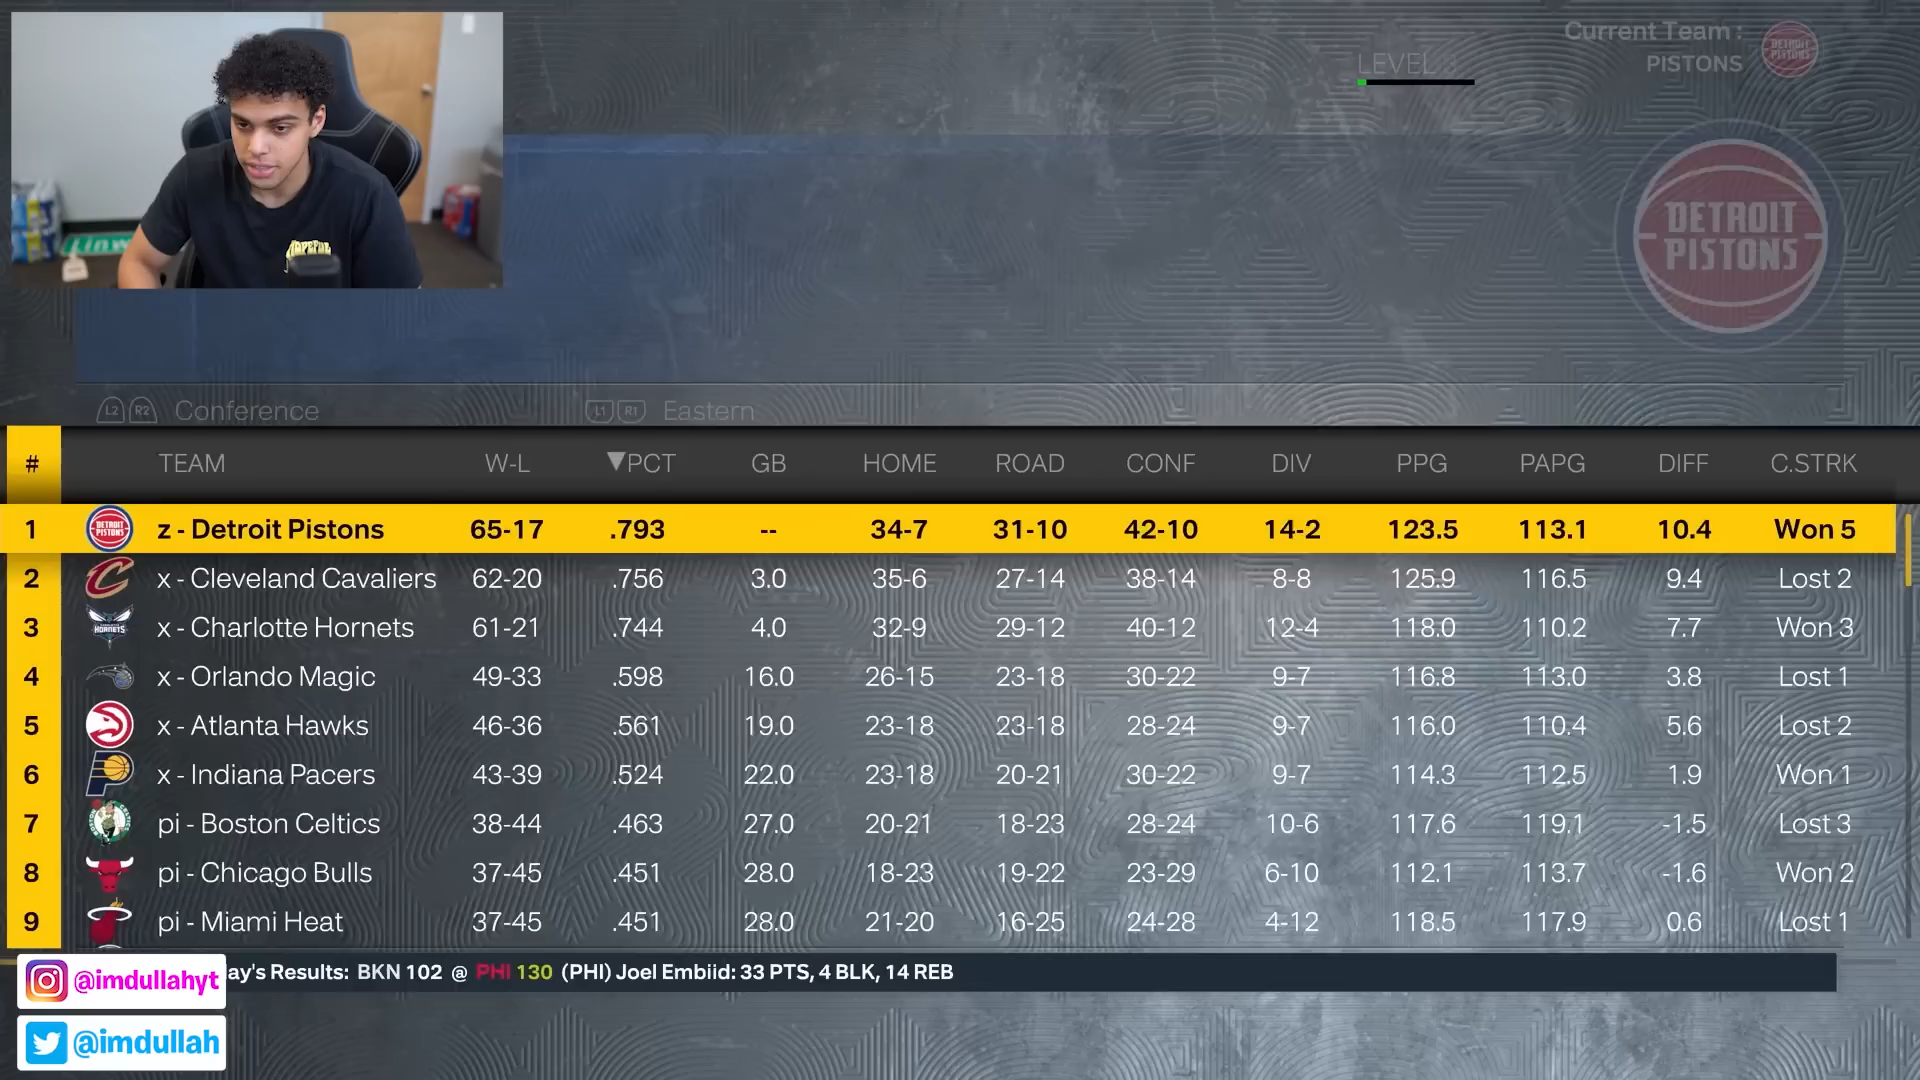 Current Team :
PISTONS
LEVEL
DETROIT
PISTONS
DETROIT
PISTONS
L2 R2 Conference L1 R1 Eastern
# TEAM W-L ▼PCT GB HOME ROAD CONF DIV PPG PAPG DIFF C.STRK
1 DETROIT PISTONS z - Detroit Pistons 65-17 .793 -- 34-7 31-10 42-10 14-2 123.5 113.1 10.4 Won 5
2 x - Cleveland Cavaliers 62-20 .756 3.0 35-6 27-14 38-14 8-8 125.9 116.5 9.4 Lost 2
3 HORNETS x - Charlotte Hornets 61-21 .744 4.0 32-9 29-12 40-12 12-4 118.0 110.2 7.7 Won 3
4 x - Orlando Magic 49-33 .598 16.0 26-15 23-18 30-22 9-7 116.8 113.0 3.8 Lost 1
5 x - Atlanta Hawks 46-36 .561 19.0 23-18 23-18 28-24 9-7 116.0 110.4 5.6 Lost 2
6 x - Indiana Pacers 43-39 .524 22.0 23-18 20-21 30-22 9-7 114.3 112.5 1.9 Won 1
7 pi - Boston Celtics 38-44 .463 27.0 20-21 18-23 28-24 10-6 117.6 119.1 -1.5 Lost 3
8 pi - Chicago Bulls 37-45 .451 28.0 18-23 19-22 23-29 6-10 112.1 113.7 -1.6 Won 2
9 pi - Miami Heat 37-45 .451 28.0 21-20 16-25 24-28 4-12 118.5 117.9 0.6 Lost 1
ay's Results: BKN 102 @ PHI 130 (PHI) Joel Embiid: 33 PTS, 4 BLK, 14 REB
@imdullahyt
@imdullah